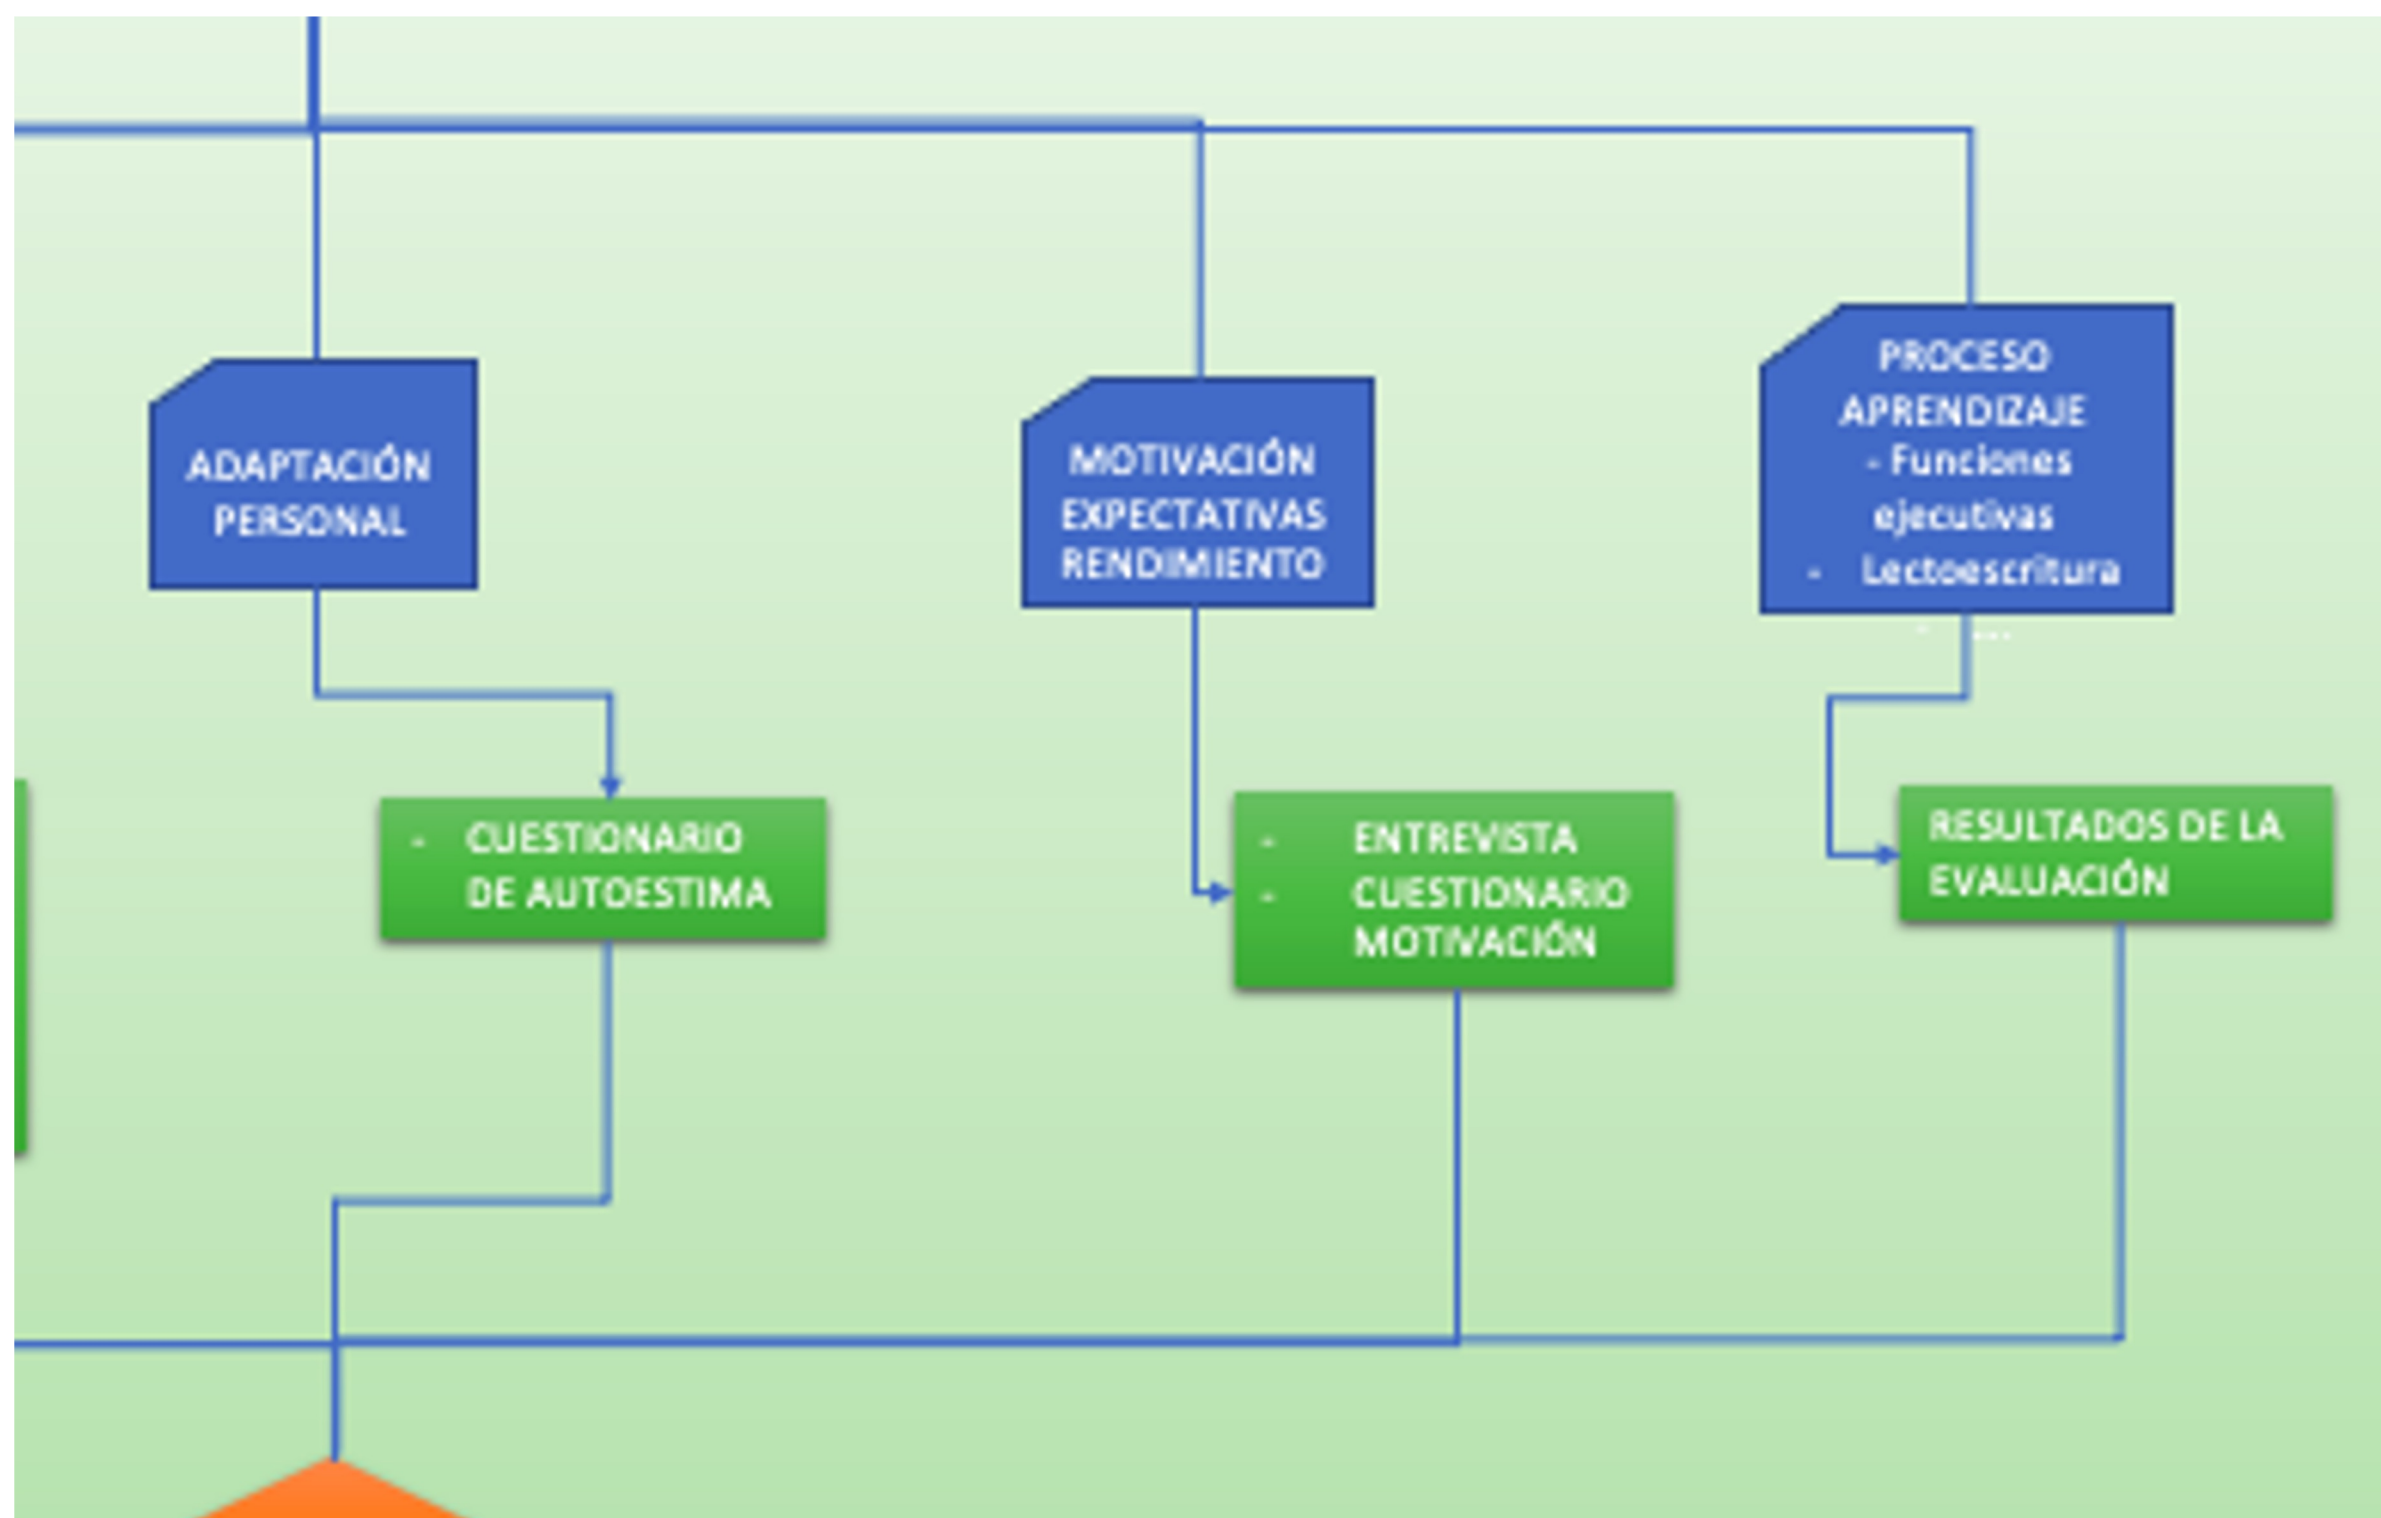 ADAPTACIÓN
PERSONAL
MOTIVACIÓN
EXPECTATIVAS
RENDIMIENTO
PROCESO
APRENDIZAJE
- Funciones
ejecutivas
- Lectoescritura
- ...
- CUESTIONARIO
DE AUTOESTIMA
- ENTREVISTA
- CUESTIONARIO
MOTIVACIÓN
RESULTADOS DE LA
EVALUACIÓN